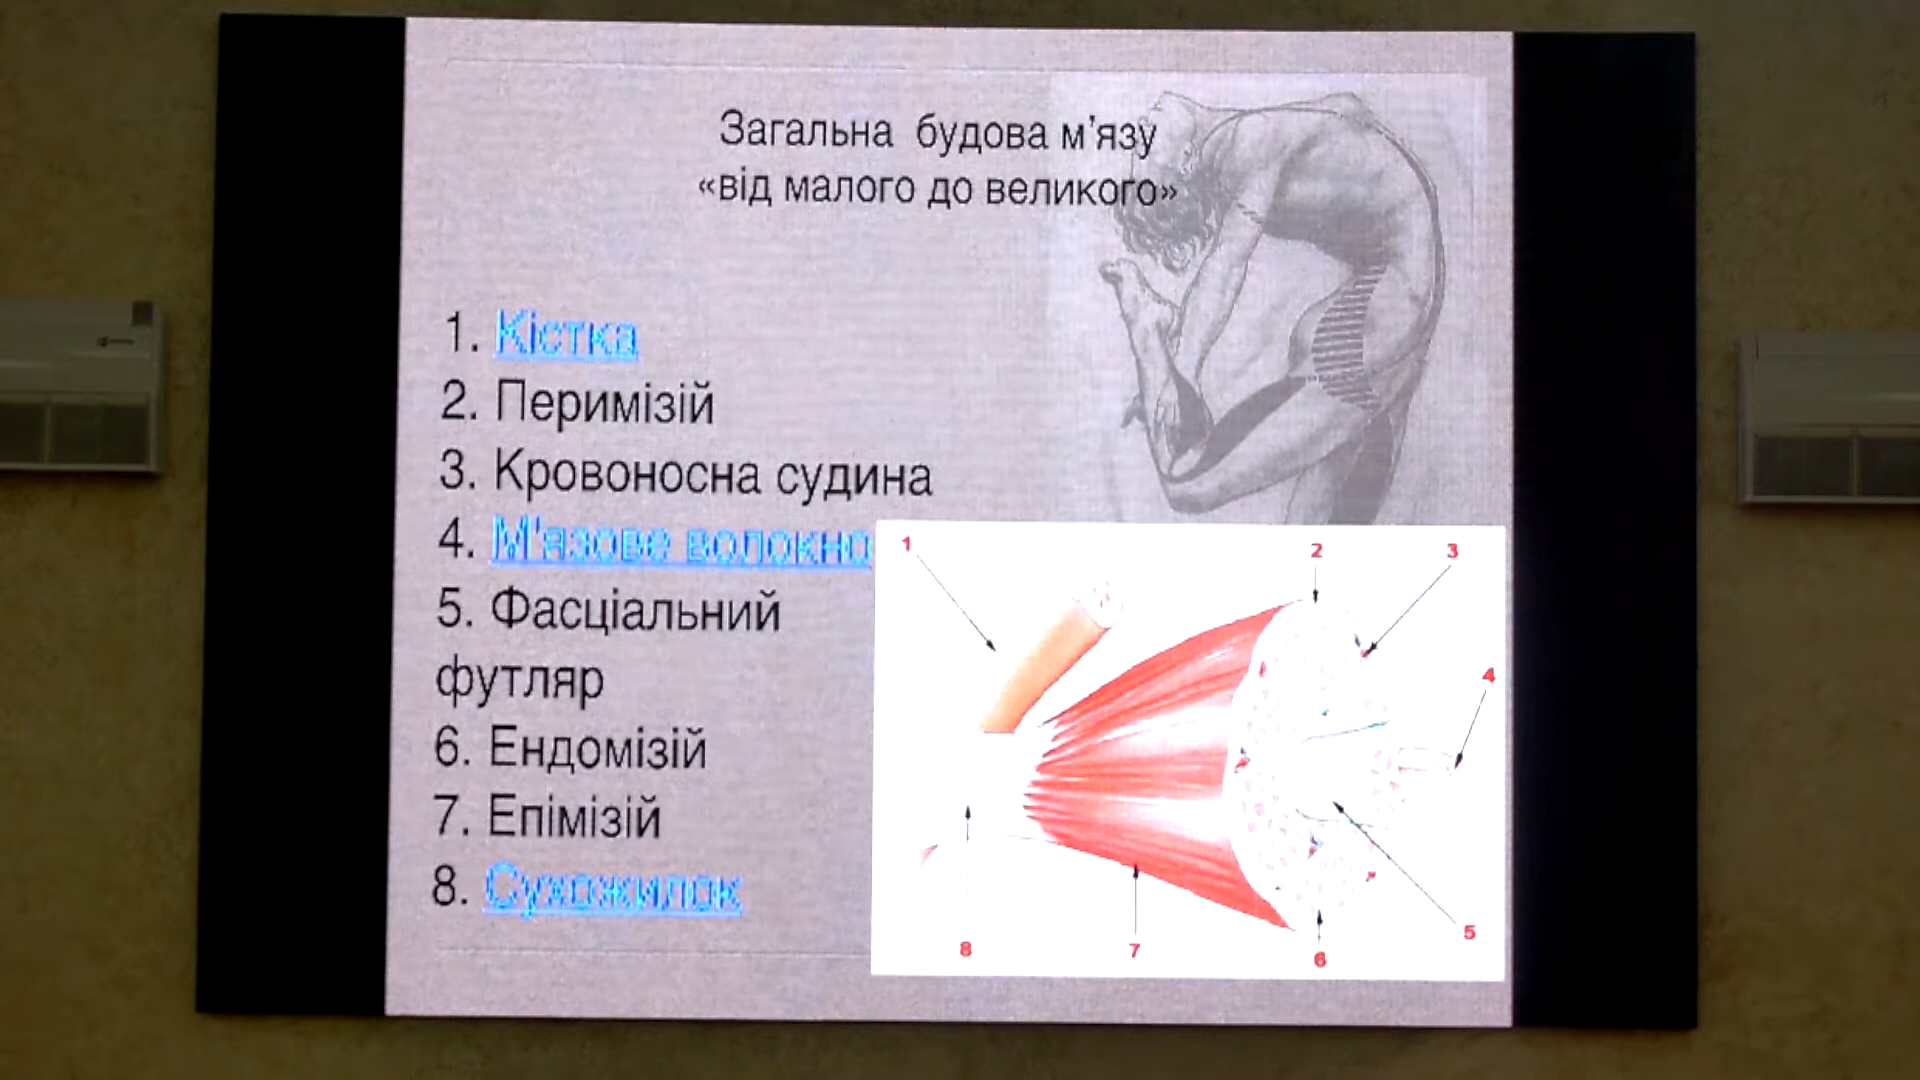 Загальна будова м'язу
«від малого до великого»
1. Кістка
2. Перимізій
3. Кровоносна судина
4. М'язове волокно
5. Фасціальний
футляр
6. Ендомізій
7. Епімізій
8. Сухожилок
1
2
3
4
5
6
7
8